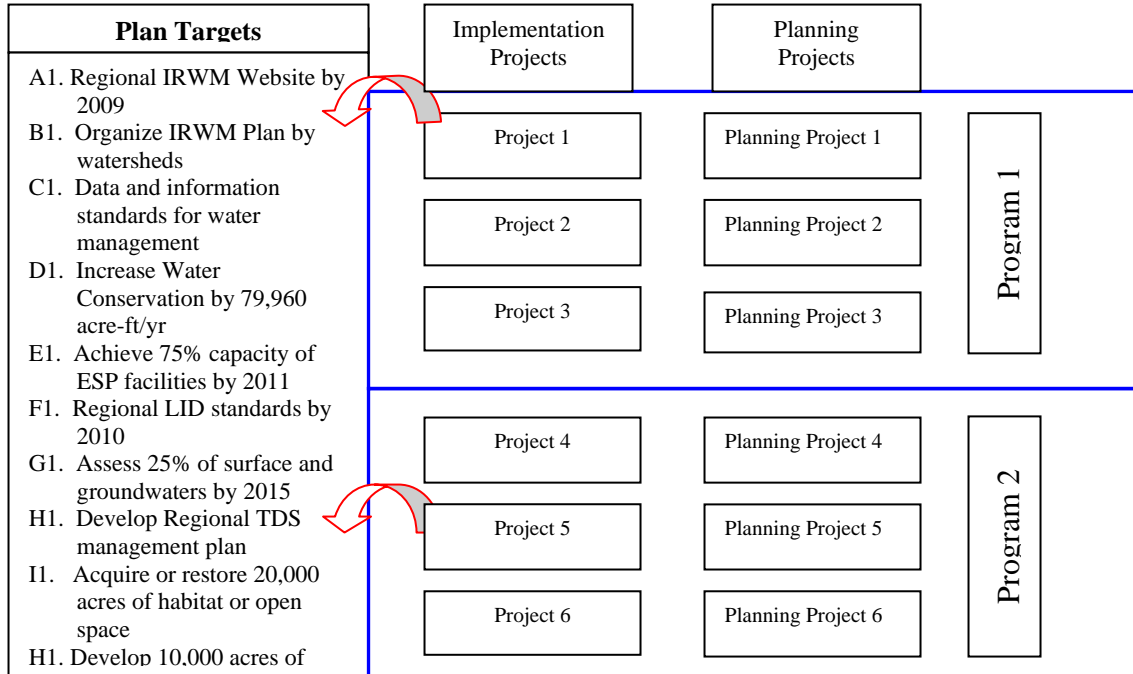 Plan Targets
A1. Regional IRWM Website by
2009
B1. Organize IRWM Plan by
watersheds
C1. Data and information
standards for water
management
D1. Increase Water
Conservation by 79,960
acre-ft/yr
E1. Achieve 75% capacity of
ESP facilities by 2011
F1. Regional LID standards by
2010
G1. Assess 25% of surface and
groundwaters by 2015
H1. Develop Regional TDS
management plan
I1. Acquire or restore 20,000
acres of habitat or open
space
H1. Develop 10,000 acres of
Implementation
Projects
Planning
Projects
Project 1
Planning Project 1
Project 2
Planning Project 2
Project 3
Planning Project 3
Program 1
Project 4
Planning Project 4
Project 5
Planning Project 5
Project 6
Planning Project 6
Program 2